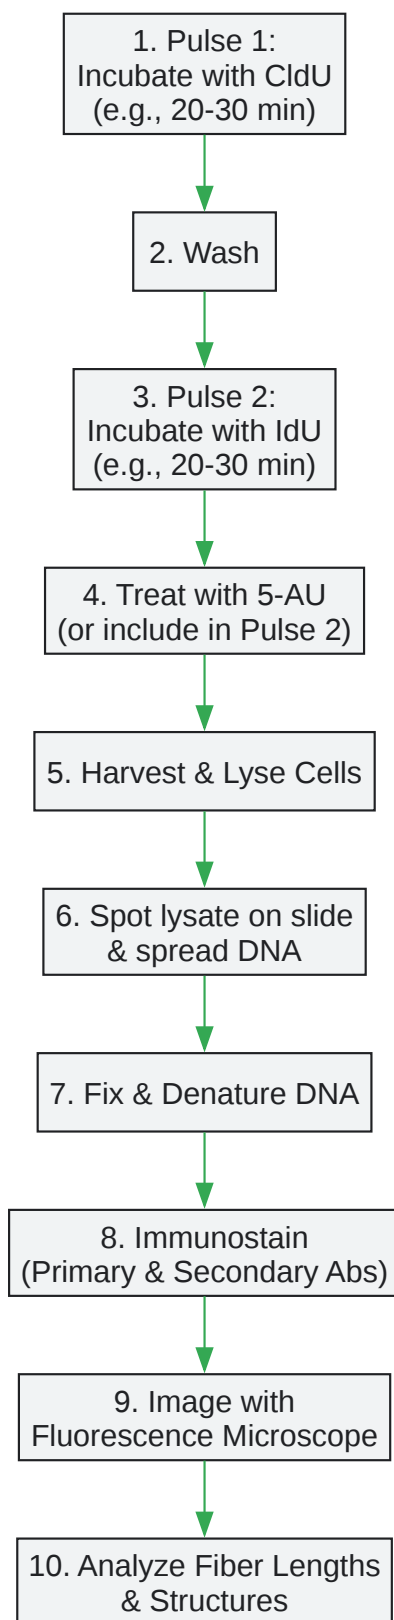 1. Pulse 1:
Incubate with CldU
(e.g., 20-30 min)
2. Wash
3. Pulse 2:
Incubate with IdU
(e.g., 20-30 min)
4. Treat with 5-AU
(or include in Pulse 2)
5. Harvest & Lyse Cells
6. Spot lysate on slide
& spread DNA
7. Fix & Denature DNA
8. Immunostain
(Primary & Secondary Abs)
9. Image with
Fluorescence Microscope
10. Analyze Fiber Lengths
& Structures